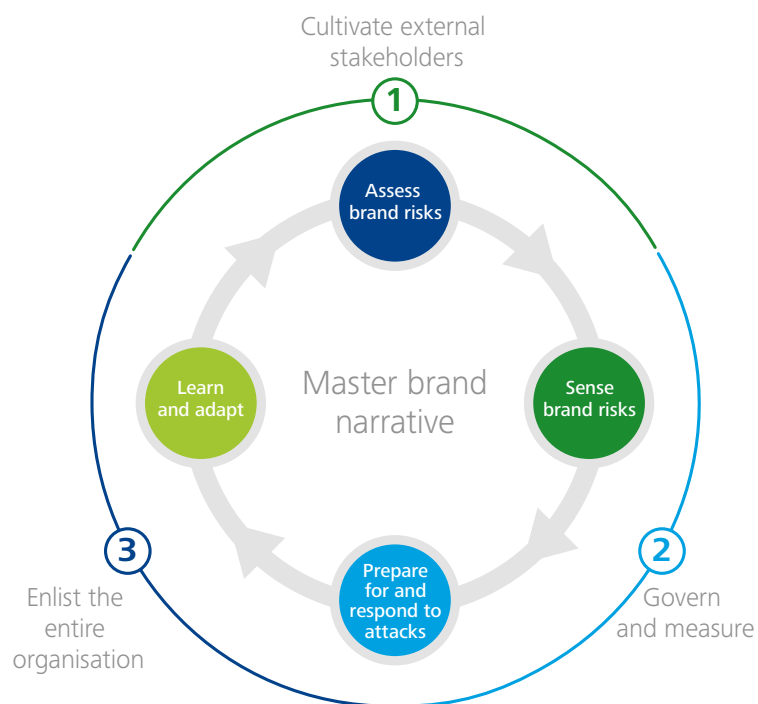 Cultivate external
stakeholders
1
Assess
brand risks
Learn
and adapt
Master brand
narrative
Sense
brand risks
3
Prepare
for and
respond to
attacks
2
Enlist the
entire
organisation
Govern
and measure